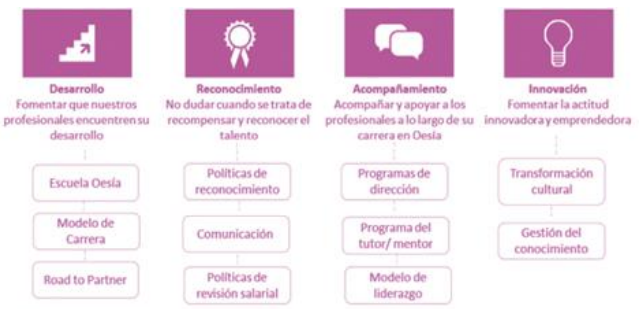 Desarrollo
Fomentar que nuestros
profesionales encuentren su
desarrollo
Escuela Oesía
Modelo de
Carrera
Road to Partner
Reconocimiento
No dudar cuando se trata de
recompensar y reconocer el
talento
Políticas de
reconocimiento
Comunicación
Políticas de
revisión salarial
Acompañamiento
Acompañar y apoyar a los
profesionales a lo largo de su
carrera en Oesía
Programas de
dirección
Programa del
tutor/ mentor
Modelo de
liderazgo
Innovación
Fomentar la actitud
innovadora y emprendedora
Transformación
cultural
Gestión del
conocimiento